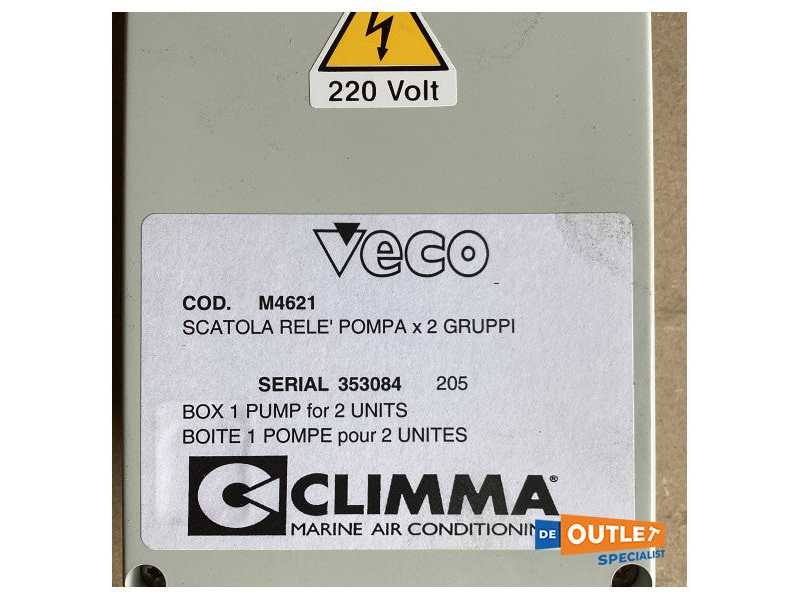 220 Volt
Veco
COD. M4621
SCATOLA RELE' POMPA x 2 GRUPPI
SERIAL 353084 205
BOX 1 PUMP for 2 UNITS
BOITE 1 POMPE pour 2 UNITES
CLIMMA®
MARINE AIR CONDITIONIN
DE OUTLET
SPECIALIST